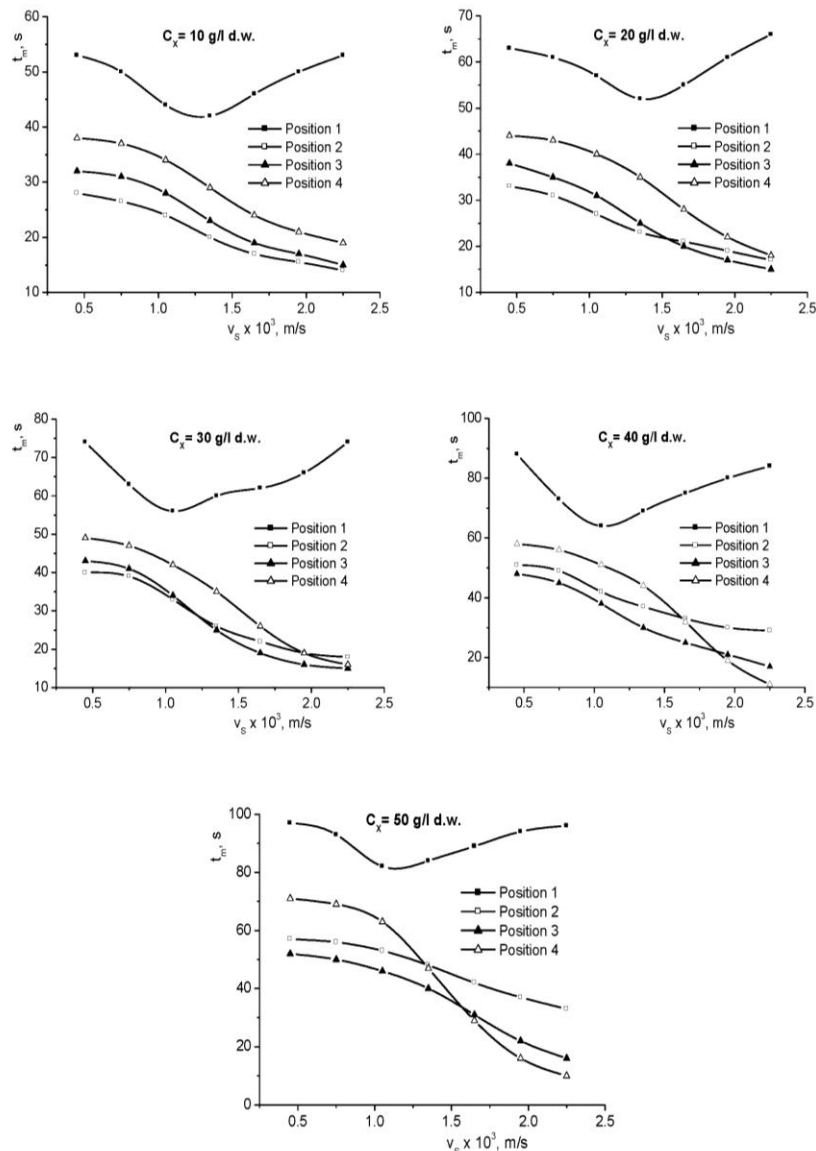 C_x= 10 g/l d.w.
t_m, s
60
50
40
30
20
10
Position 1
Position 2
Position 3
Position 4
0.5 1.0 1.5 2.0 2.5
v_S x 10^3, m/s
C_x= 20 g/l d.w.
t_m, s
70
60
50
40
30
20
10
Position 1
Position 2
Position 3
Position 4
0.5 1.0 1.5 2.0 2.5
v_S x 10^3, m/s
C_x= 30 g/l d.w.
t_m, s
80
70
60
50
40
30
20
10
Position 1
Position 2
Position 3
Position 4
0.5 1.0 1.5 2.0 2.5
v_S x 10^3, m/s
C_x= 40 g/l d.w.
t_m, s
100
80
60
40
20
Position 1
Position 2
Position 3
Position 4
0.5 1.0 1.5 2.0 2.5
v_S x 10^3, m/s
C_x= 50 g/l d.w.
t_m, s
100
80
60
40
20
0
Position 1
Position 2
Position 3
Position 4
0.5 1.0 1.5 2.0 2.5
v_S x 10^3, m/s